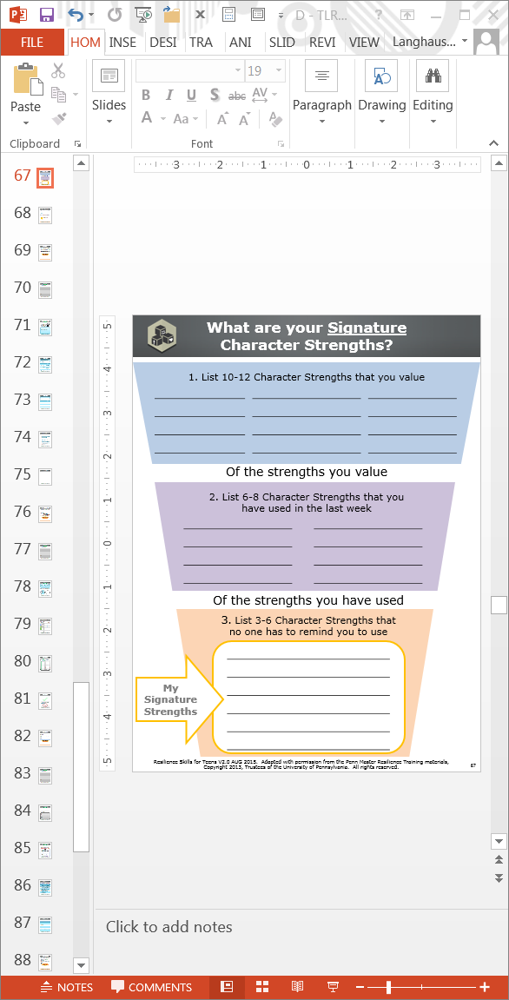 D - TLR...
FILE
HOM
INSE
DESI
TRA
ANI
SLID
REVI
VIEW
Langhaus...
19
Paste
Slides
B I U S abc AV
A Aa A A
Paragraph
Drawing
Editing
Clipboard
Font
3 2 1 0 1 2 3
67
68
69
70
71
72
73
74
75
76
77
78
79
80
81
82
83
84
85
86
87
88
5
4
3
2
1
0
1
2
3
4
5
What are your Signature
Character Strengths?
1. List 10-12 Character Strengths that you value
Of the strengths you value
2. List 6-8 Character Strengths that you
have used in the last week
Of the strengths you have used
3. List 3-6 Character Strengths that
no one has to remind you to use
My
Signature
Strengths
Resilience Skills for Teens V2.0 AUG 2015. Adapted with permission from the Penn Master Resilience Training materials,
Copyright 2013, Trustees of the University of Pennsylvania. All rights reserved.
67
Click to add notes
NOTES
COMMENTS